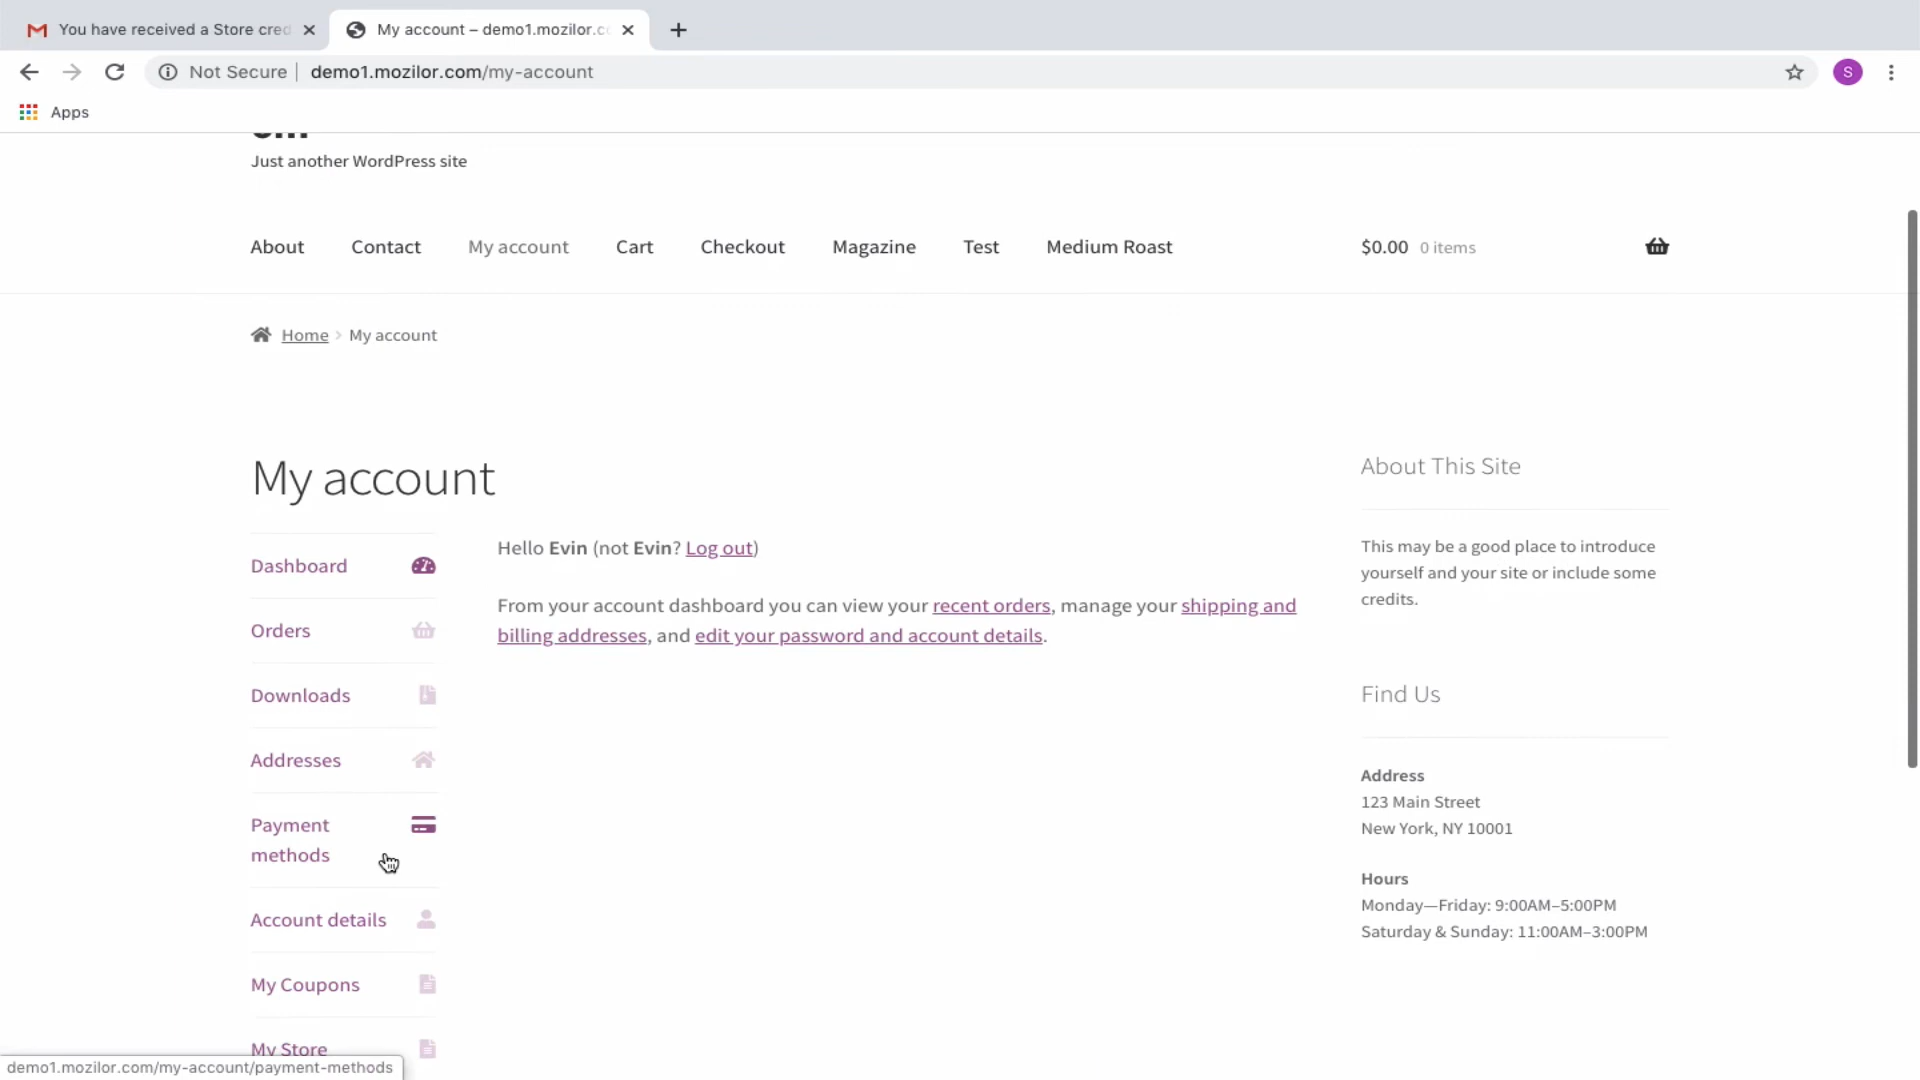 You have received a Store cred
My account – demo1.mozilor.c
Not Secure
demo1.mozilor.com/my-account
S
Apps
Just another WordPress site
About
Contact
My account
Cart
Checkout
Magazine
Test
Medium Roast
$0.00 0 items
Home
My account
My account
Dashboard
Orders
Downloads
Addresses
Payment
methods
Account details
My Coupons
My Store
Hello Evin (not Evin? Log out)
From your account dashboard you can view your recent orders, manage your shipping and
billing addresses, and edit your password and account details.
About This Site
This may be a good place to introduce
yourself and your site or include some
credits.
Find Us
Address
123 Main Street
New York, NY 10001
Hours
Monday—Friday: 9:00AM–5:00PM
Saturday & Sunday: 11:00AM–3:00PM
demo1.mozilor.com/my-account/payment-methods